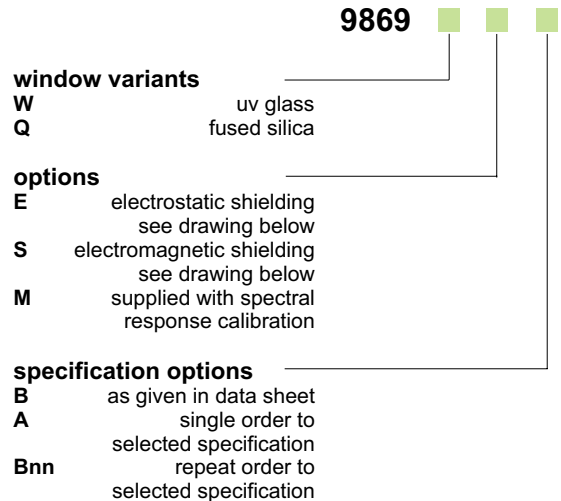 9869
window variants
W uv glass
Q fused silica
options
E electrostatic shielding
see drawing below
S electromagnetic shielding
see drawing below
M supplied with spectral
response calibration
specification options
B as given in data sheet
A single order to
selected specification
Bnn repeat order to
selected specification